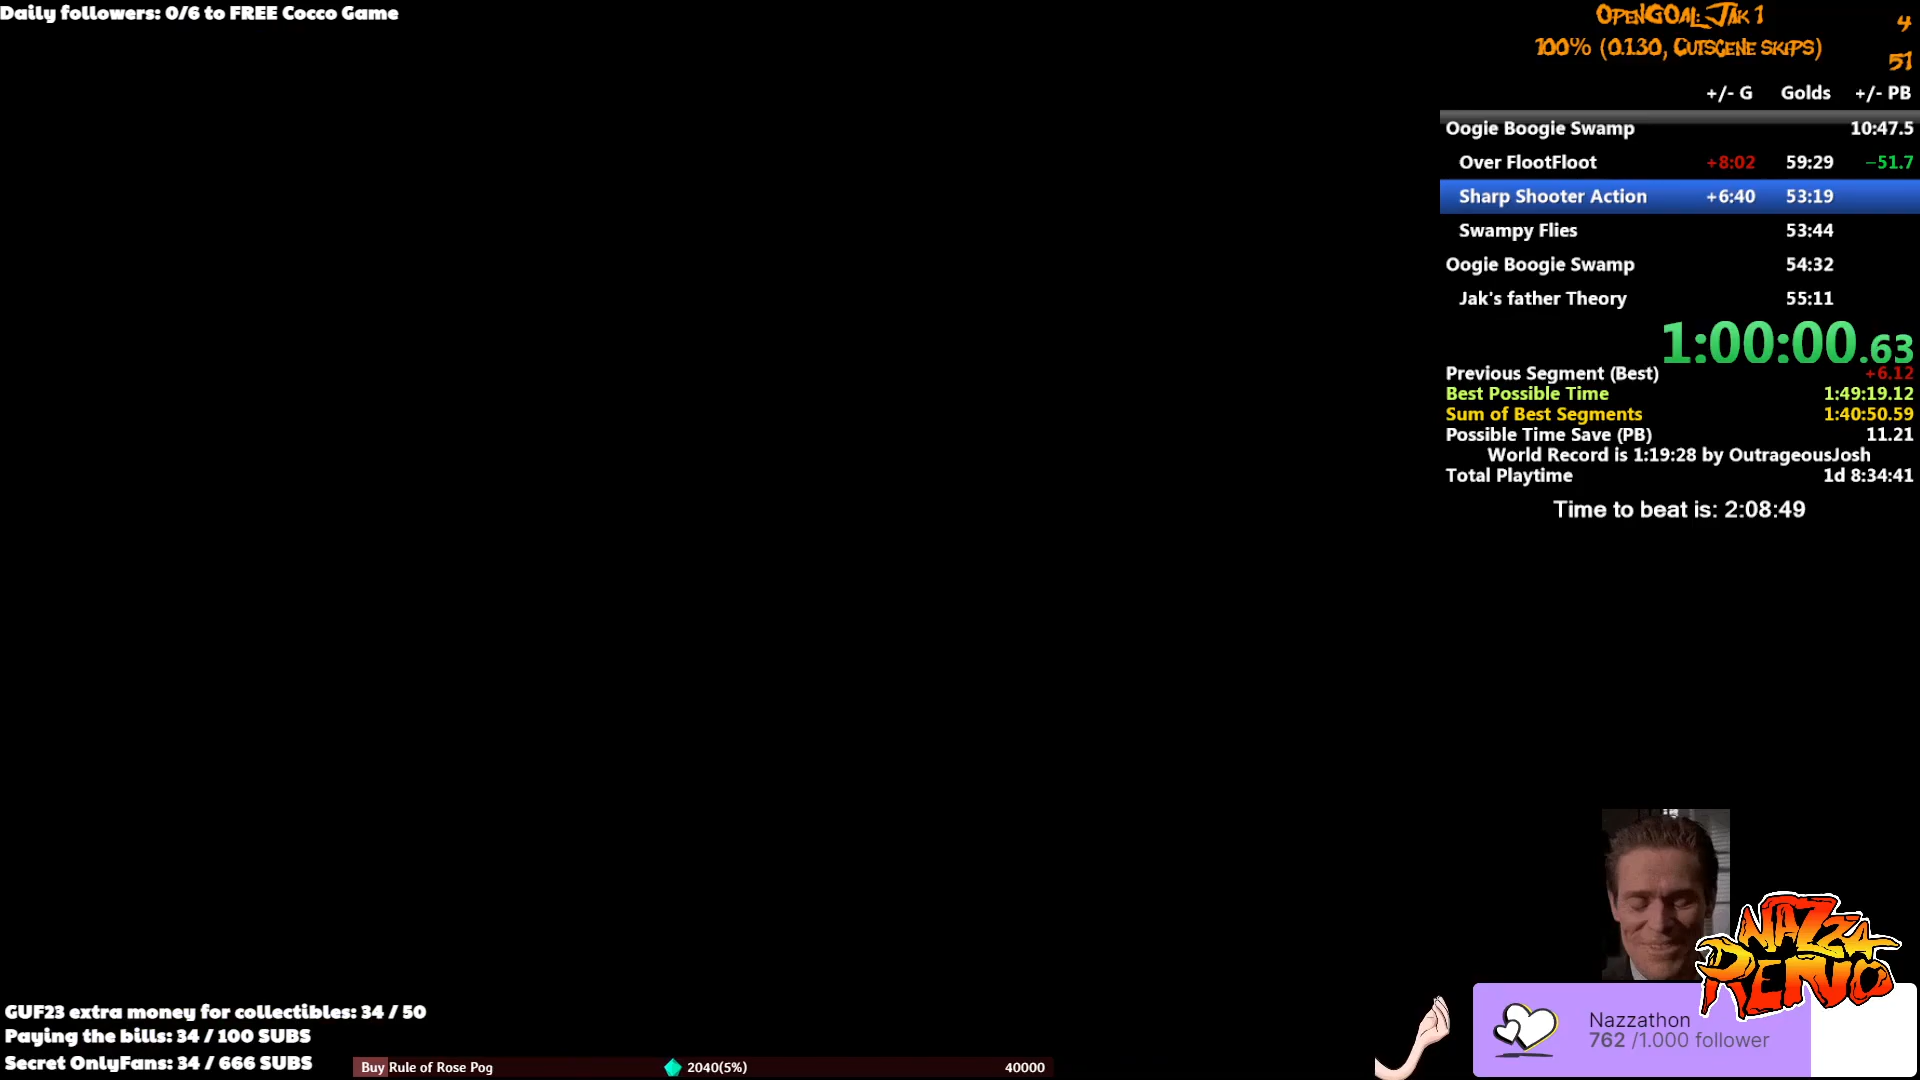 Daily followers: 0/6 to FREE Cocco Game
OpenGOAL: Jak 1
4
100% (0.1.30, Cutscene skips)
51
+/- G Golds +/- PB
Oogie Boogie Swamp 10:47.5
Over FlootFloot +8:02 59:29 −51.7
Sharp Shooter Action +6:40 53:19
Swampy Flies 53:44
Oogie Boogie Swamp 54:32
Jak's father Theory 55:11
1:00:00.63
Previous Segment (Best) +6.12
Best Possible Time 1:49:19.12
Sum of Best Segments 1:40:50.59
Possible Time Save (PB) 11.21
World Record is 1:19:28 by OutrageousJosh
Total Playtime 1d 8:34:41
Time to beat is: 2:08:49
NAZZA
RENO
GUF23 extra money for collectibles: 34 / 50
Paying the bills: 34 / 100 SUBS
Secret OnlyFans: 34 / 666 SUBS
Buy Rule of Rose Pog 2040(5%) 40000
Nazzathon
762 /1.000 follower